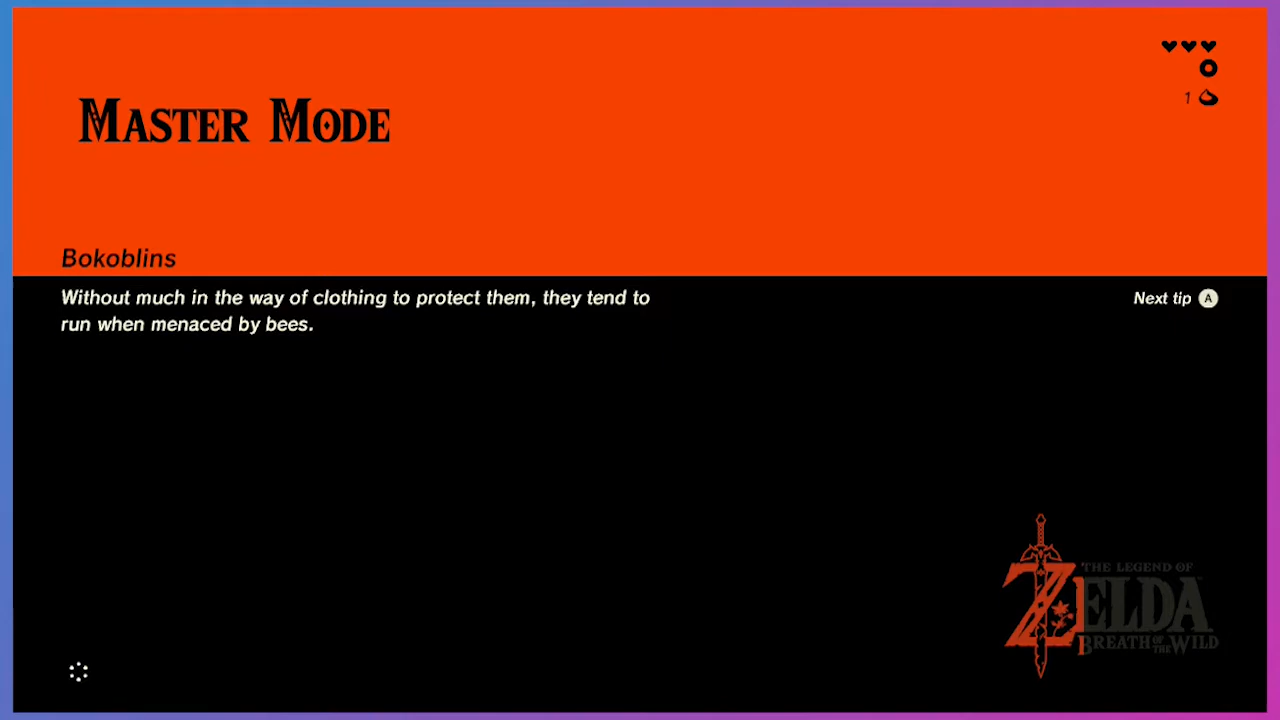 Master Mode
1
Bokoblins
Without much in the way of clothing to protect them, they tend to
run when menaced by bees.
Next tip A
THE LEGEND OF
ZELDA
BREATH OF THE WILD